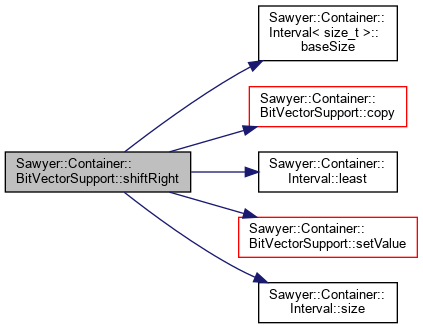 Sawyer::Container::
BitVectorSupport::shiftRight
Sawyer::Container::
Interval< size_t >::
baseSize
Sawyer::Container::
BitVectorSupport::copy
Sawyer::Container::
Interval::least
Sawyer::Container::
BitVectorSupport::setValue
Sawyer::Container::
Interval::size